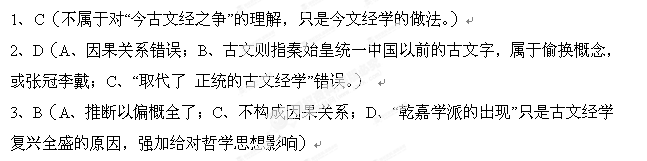 1、C（不属于对“今古文经之争”的理解，只是今文经学的做法。）
2、D（A、因果关系错误；B、古文则指秦始皇统一中国以前的古文字，属于偷换概念，
或张冠李戴；C、“取代了 正统的古文经学”错误。）
3、B（A、推断以偏概全了；C、不构成因果关系；D、“乾嘉学派的出现”只是古文经学
复兴全盛的原因，强加给对哲学思想影响）